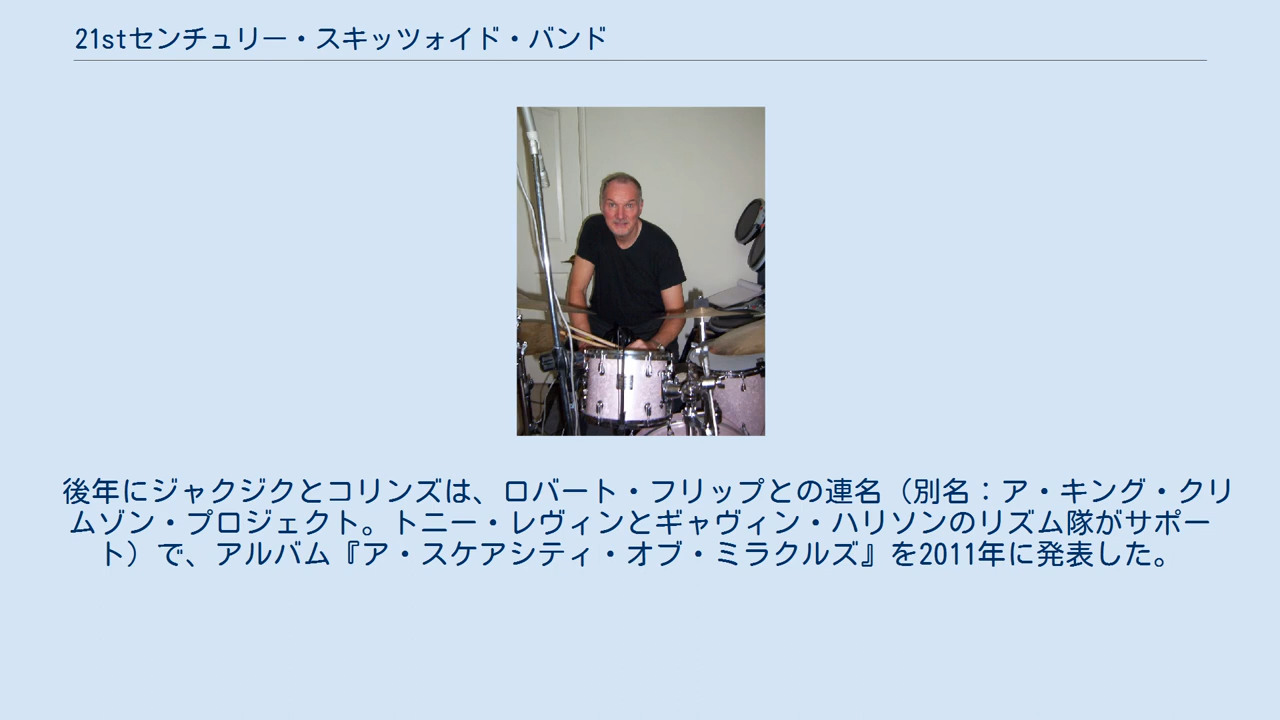 21stセンチュリー・スキッツォイド・バンド
後年にジャクジクとコリンズは、ロバート・フリップとの連名（別名：ア・キング・クリ
ムゾン・プロジェクト。トニー・レヴィンとギャヴィン・ハリソンのリズム隊がサポー
ト）で、アルバム『ア・スケアシティ・オブ・ミラクルズ』を2011年に発表した。